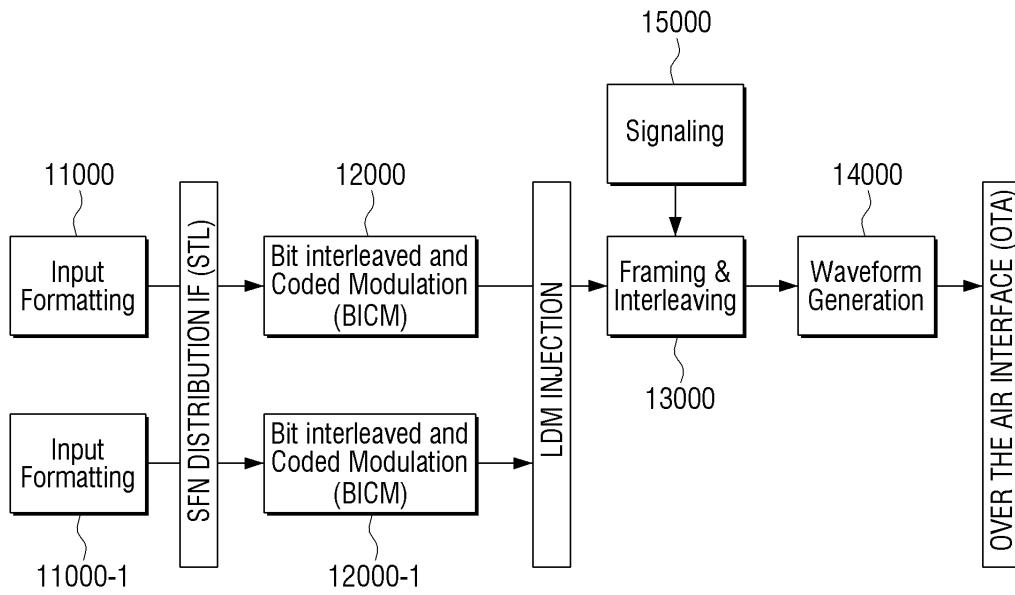 15000
Signaling
11000
12000
14000
Input
Formatting
SFN DISTRIBUTION IF (STL)
Bit interleaved and
Coded Modulation
(BICM)
LDM INJECTION
Framing &
Interleaving
Waveform
Generation
OVER THE AIR INTERFACE (OTA)
13000
Input
Formatting
Bit interleaved and
Coded Modulation
(BICM)
11000-1
12000-1